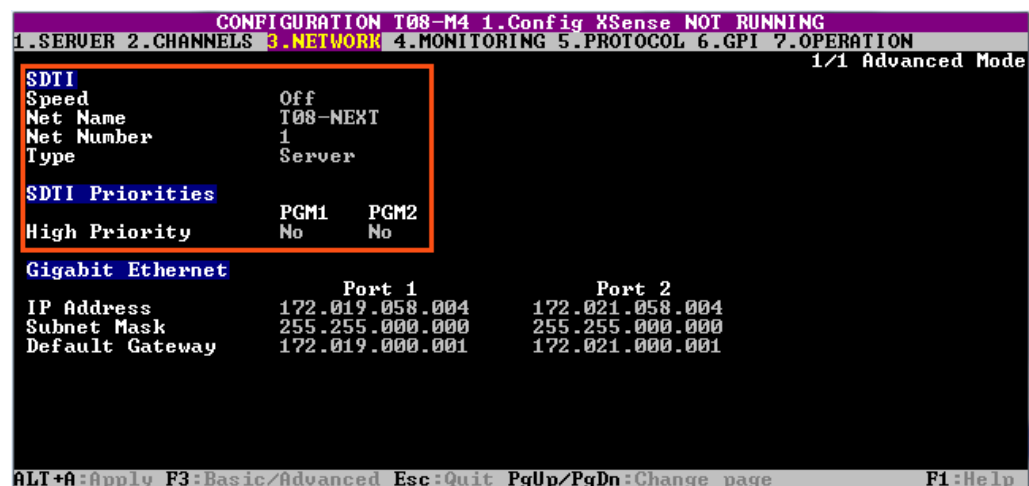 CONFIGURATION T08-M4 1.Config XSense NOT RUNNING
1.SERVER 2.CHANNELS 3.NETWORK 4.MONITORING 5.PROTOCOL 6.GPI 7.OPERATION
1/1 Advanced Mode
SDTI
Speed Off
Net Name T08-NEXT
Net Number 1
Type Server
SDTI Priorities
PGM1 PGM2
High Priority No No
Gigabit Ethernet
Port 1 Port 2
IP Address 172.019.058.004 172.021.058.004
Subnet Mask 255.255.000.000 255.255.000.000
Default Gateway 172.019.000.001 172.021.000.001
ALT+A:Apply F3:Basic/Advanced Esc:Quit PgUp/PgDn:Change page F1:Help